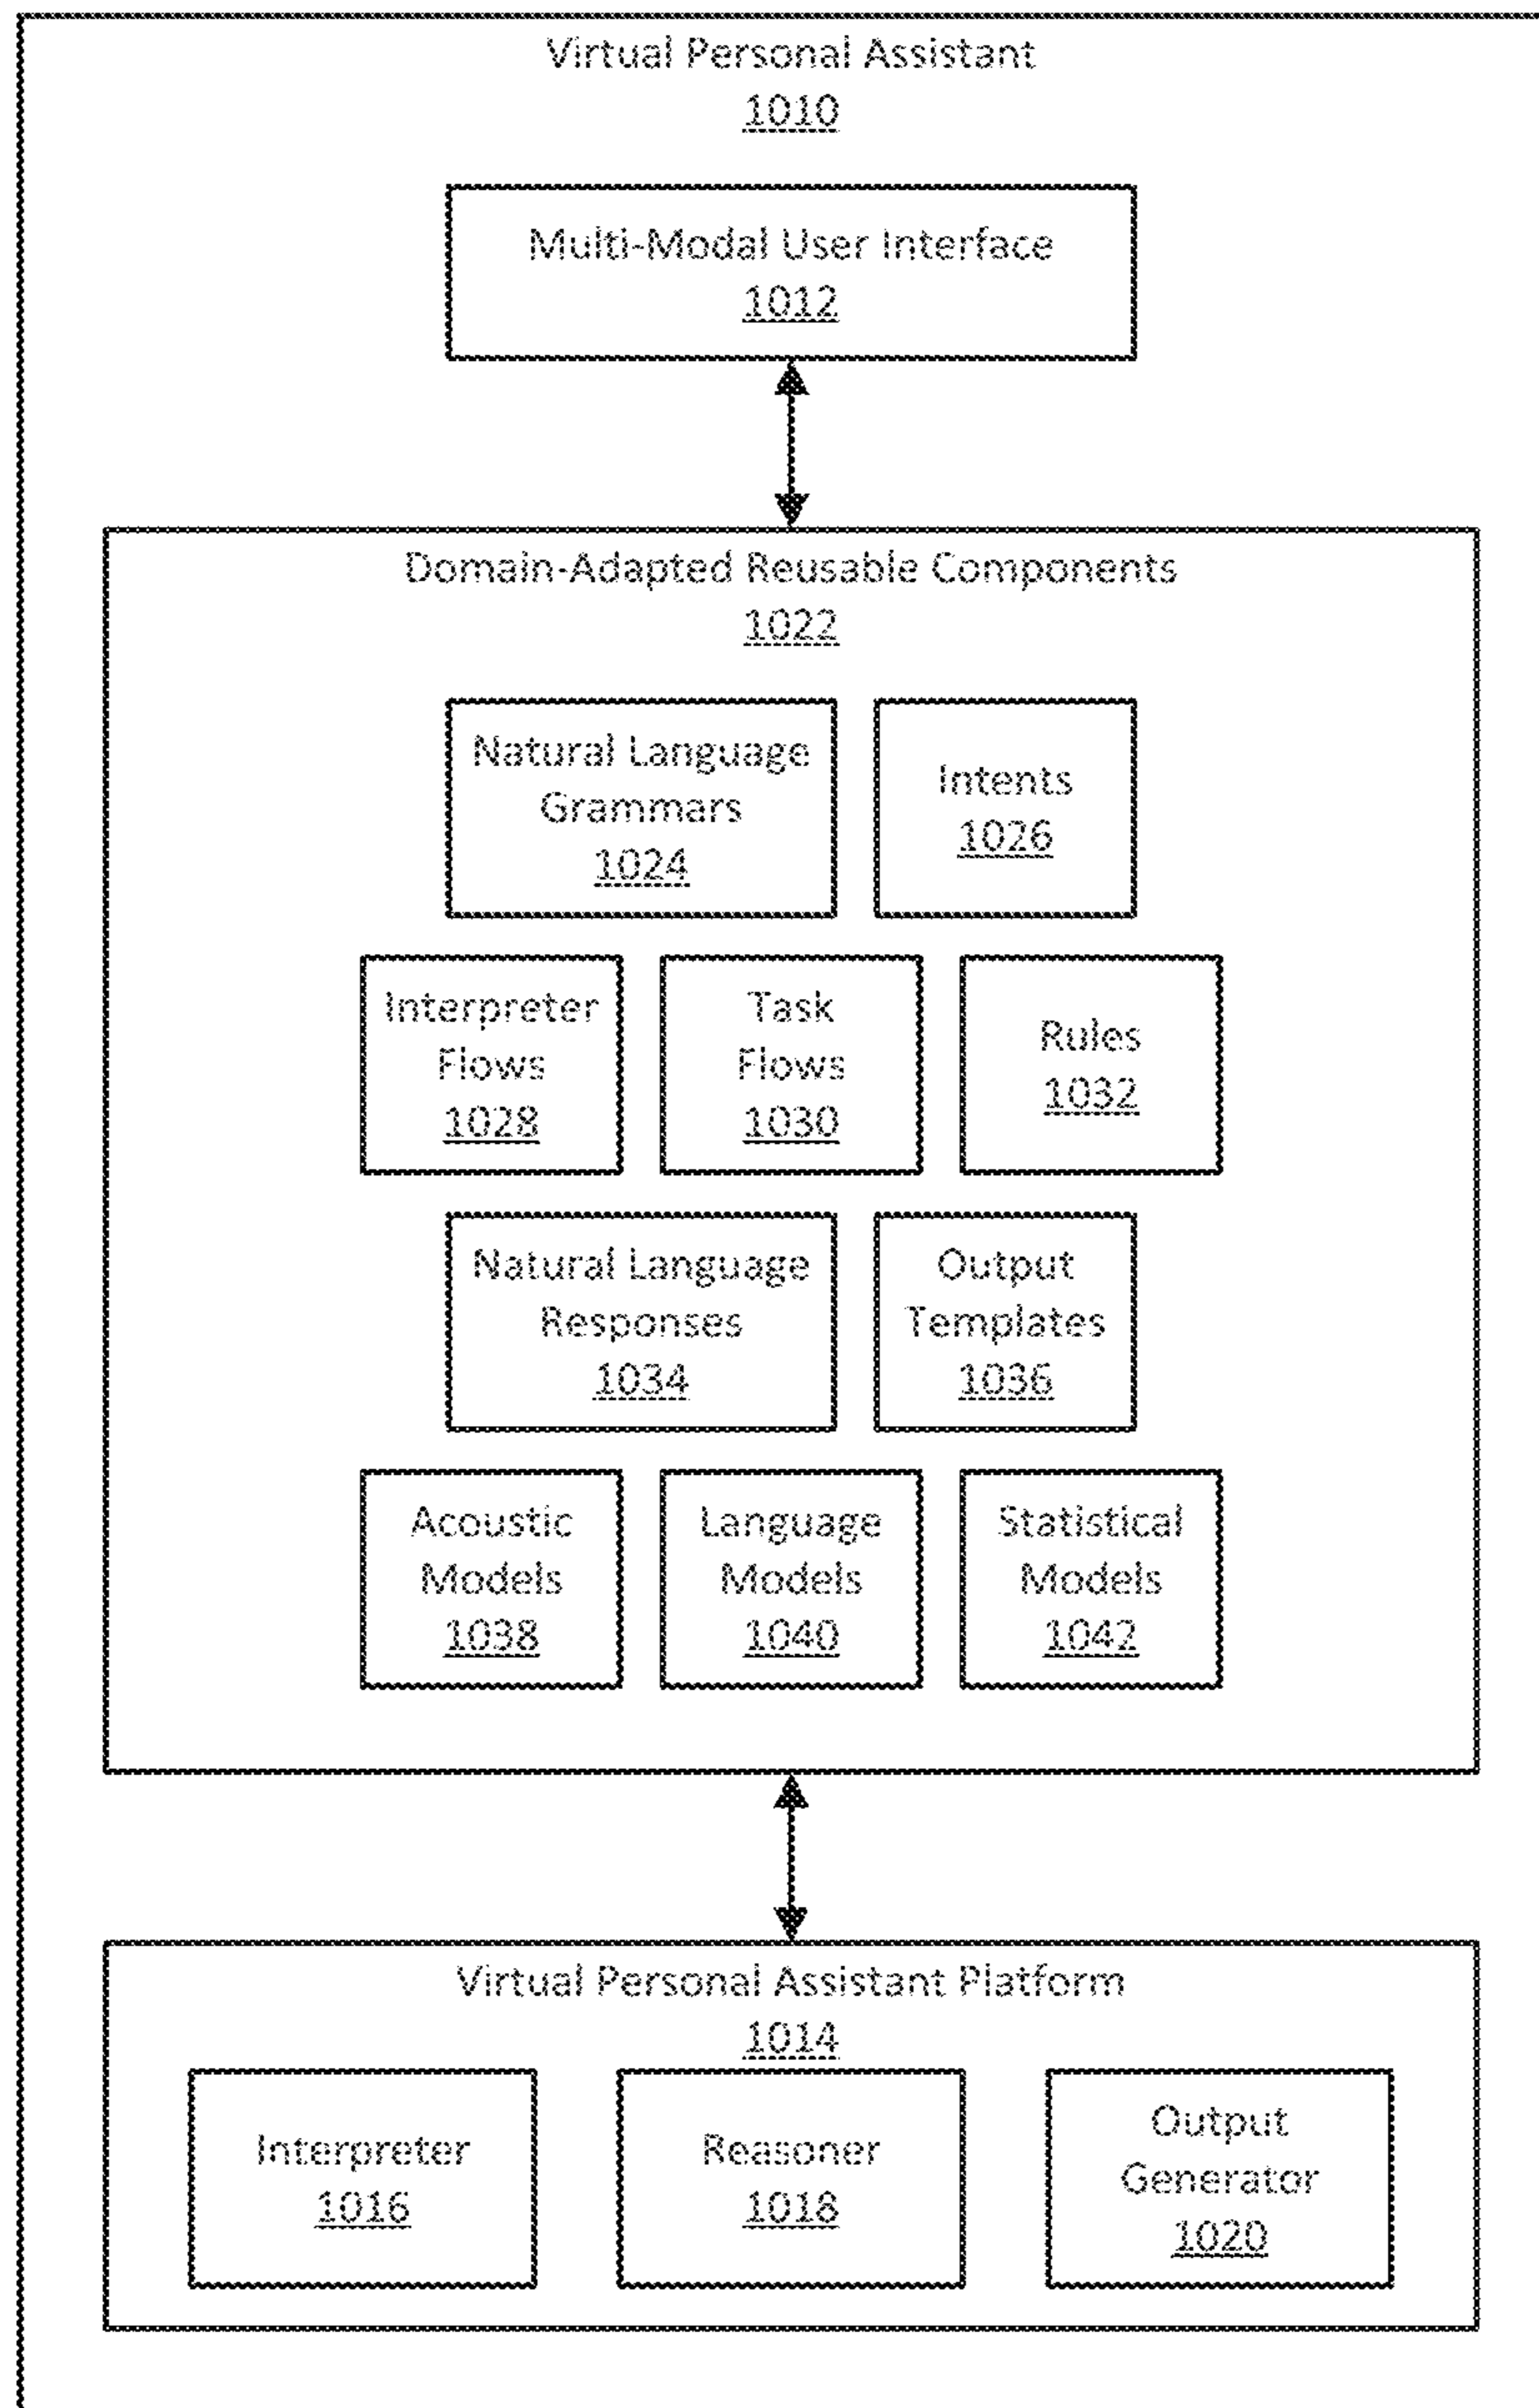 Virtual Personal Assistant
1010
Multi-Modal User Interface
1012
Domain-Adapted Reusable Components
1022
Natural Language
Grammars
1024
Intents
1026
Interpreter
Flows
1028
Task
Flows
1030
Rules
1032
Natural Language
Responses
1034
Output
Templates
1036
Acoustic
Models
1038
Language
Models
1040
Statistical
Models
1042
Virtual Personal Assistant Platform
1014
Interpreter
1016
Reasoner
1018
Output
Generator
1020